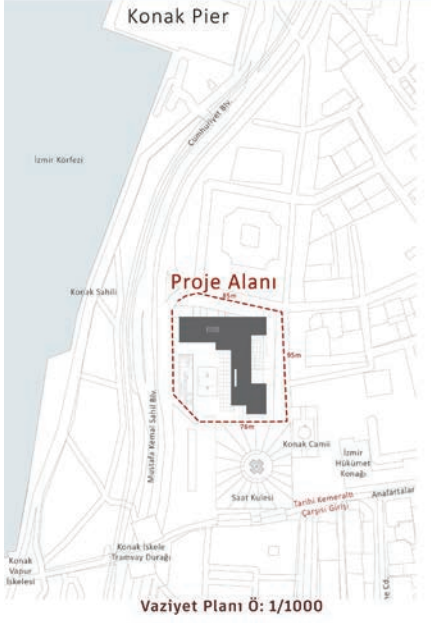 Konak Pier
Cumhuriyet Blv.
İzmir Körfezi
Proje Alanı
Konak Sahili
85m
95m
Mustafa Kemal Sahil Blv.
76m
Konak Camii
İzmir
Hükümet
Konağı
Saat Kulesi
Tarihi Kemeraltı
Çarşısı Girişi
Anafartalar
Konak İskele
Tramvay Durağı
Konak
Vapur
İskelesi
Cd.
Vaziyet Planı Ö: 1/1000